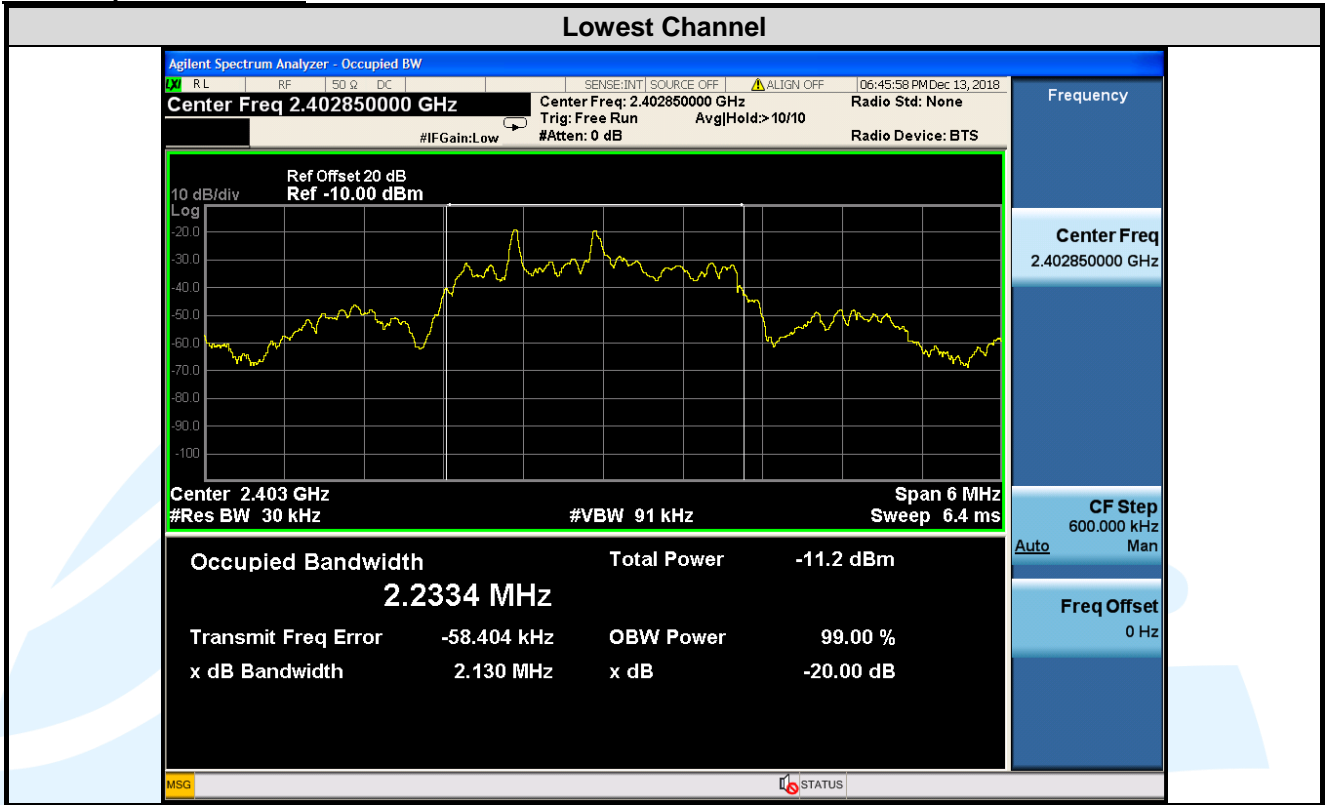 Lowest Channel
Agilent Spectrum Analyzer - Occupied BW
LXI RL RF 50 Ω DC SENSE:INT SOURCE OFF ALIGN OFF 06:45:58 PM Dec 13, 2018
Center Freq 2.402850000 GHz
Center Freq: 2.402850000 GHz
Radio Std: None
Trig: Free Run Avg|Hold:> 10/10
#IFGain:Low
#Atten: 0 dB
Radio Device: BTS
Frequency
Ref Offset 20 dB
10 dB/div Ref -10.00 dBm
Log
-20.0
-30.0
-40.0
-50.0
-60.0
-70.0
-80.0
-90.0
-100
Center 2.403 GHz Span 6 MHz
#Res BW 30 kHz #VBW 91 kHz Sweep 6.4 ms
Center Freq
2.402850000 GHz
CF Step
600.000 kHz
Auto Man
Freq Offset
0 Hz
Occupied Bandwidth Total Power -11.2 dBm
2.2334 MHz
Transmit Freq Error -58.404 kHz OBW Power 99.00 %
x dB Bandwidth 2.130 MHz x dB -20.00 dB
MSG STATUS